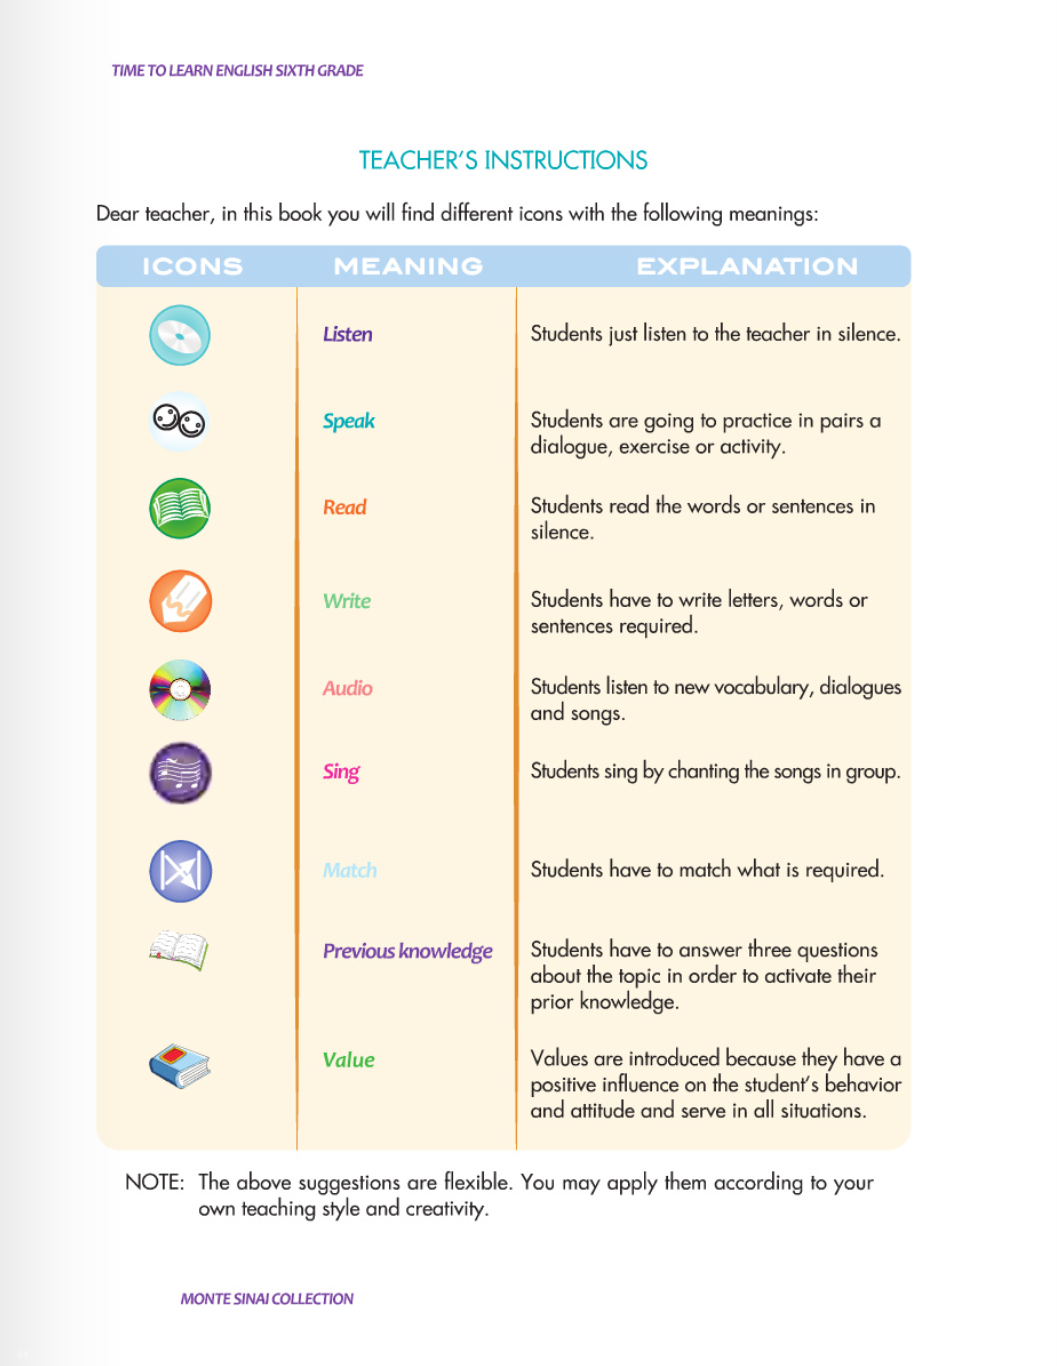 TIME TO LEARN ENGLISH SIXTH GRADE
TEACHER'S INSTRUCTIONS
Dear teacher, in this book you will find different icons with the following meanings:
ICONS MEANING EXPLANATION
Listen Students just listen to the teacher in silence.
Speak Students are going to practice in pairs a
dialogue, exercise or activity.
Read Students read the words or sentences in
silence.
Write Students have to write letters, words or
sentences required.
Audio Students listen to new vocabulary, dialogues
and songs.
Sing Students sing by chanting the songs in group.
Match Students have to match what is required.
Previous knowledge Students have to answer three questions
about the topic in order to activate their
prior knowledge.
Value Values are introduced because they have a
positive influence on the student's behavior
and attitude and serve in all situations.
NOTE: The above suggestions are flexible. You may apply them according to your
own teaching style and creativity.
MONTE SINAI COLLECTION